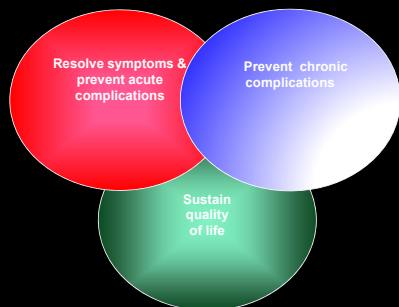 Resolve symptoms &
prevent acute
complications
Prevent chronic
complications
Sustain
quality
of life